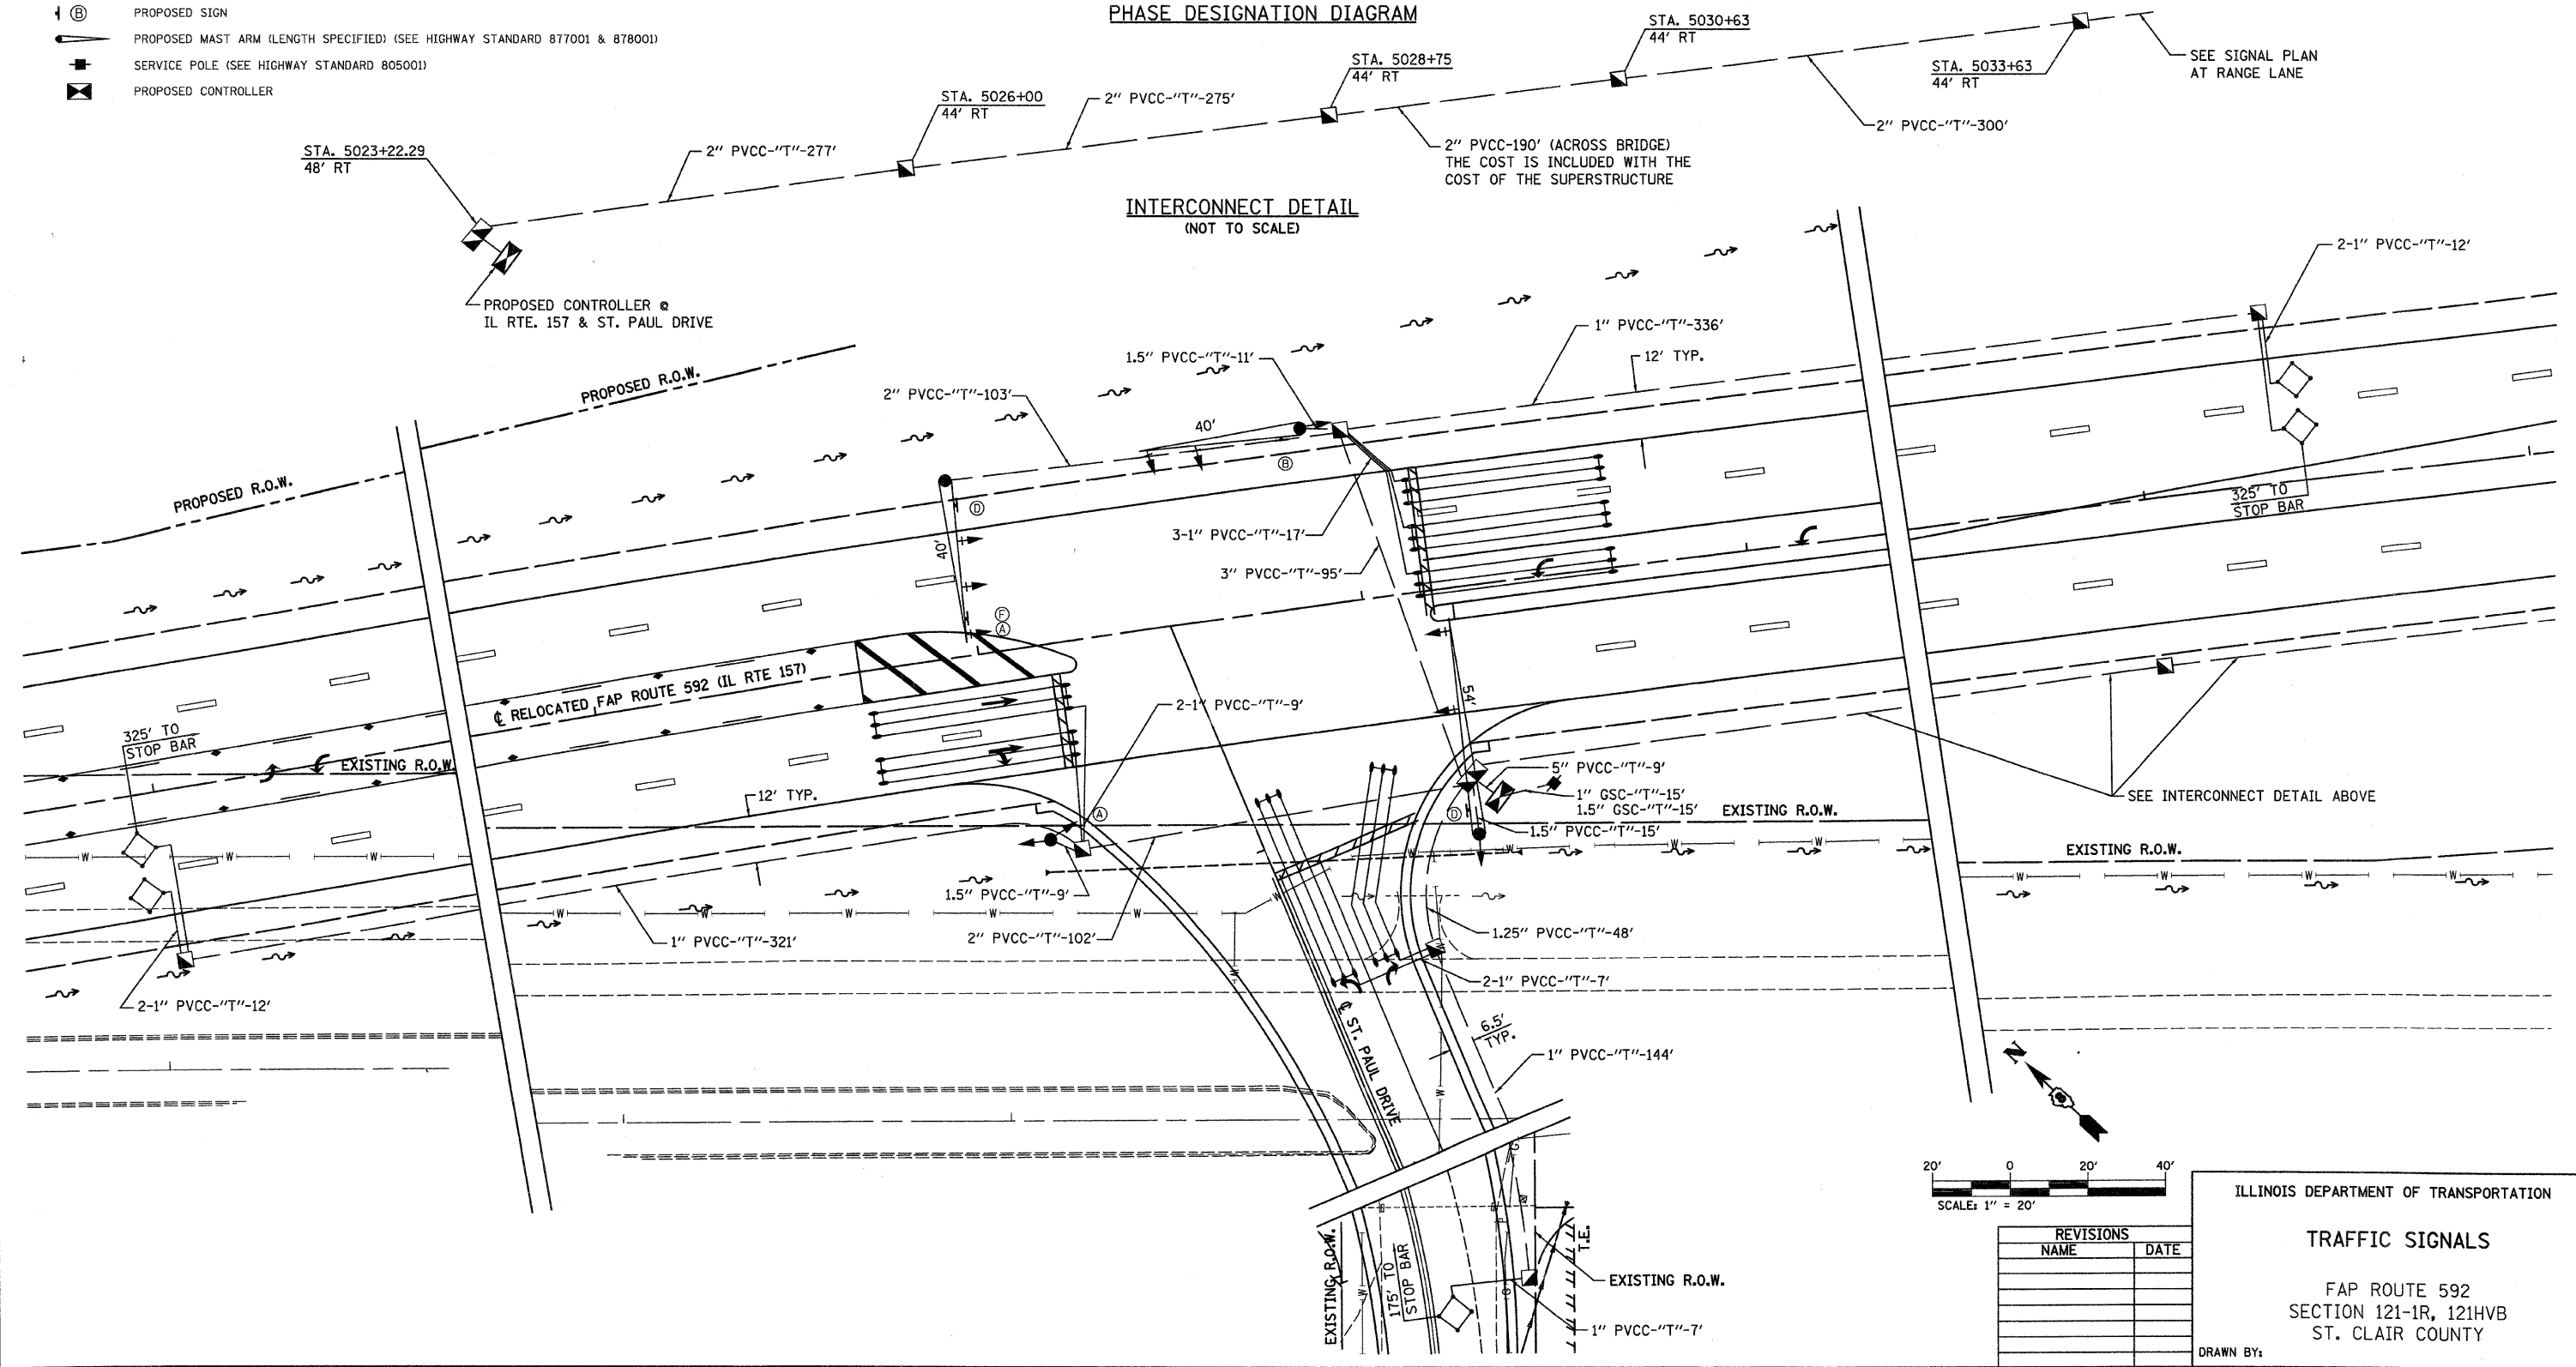 PHASE DESIGNATION DIAGRAM
B PROPOSED SIGN
PROPOSED MAST ARM (LENGTH SPECIFIED) (SEE HIGHWAY STANDARD 877001 & 878001)
SERVICE POLE (SEE HIGHWAY STANDARD 805001)
PROPOSED CONTROLLER
STA. 5023+22.29
48' RT
2" PVCC-"T"-277'
STA. 5026+00
44' RT
2" PVCC-"T"-275'
STA. 5028+75
44' RT
2" PVCC-190' (ACROSS BRIDGE)
THE COST IS INCLUDED WITH THE
COST OF THE SUPERSTRUCTURE
STA. 5030+63
44' RT
2" PVCC-"T"-300'
STA. 5033+63
44' RT
SEE SIGNAL PLAN
AT RANGE LANE
PROPOSED CONTROLLER @
IL RTE. 157 & ST. PAUL DRIVE
INTERCONNECT DETAIL
(NOT TO SCALE)
2-1" PVCC-"T"-12'
1" PVCC-"T"-336'
12' TYP.
1.5" PVCC-"T"-11'
2" PVCC-"T"-103'
40'
B
PROPOSED R.O.W.
PROPOSED R.O.W.
D
40'
3-1" PVCC-"T"-17'
3" PVCC-"T"-95'
325' TO
STOP BAR
F
A
℄ RELOCATED FAP ROUTE 592 (IL RTE 157)
2-1" PVCC-"T"-9'
54'
325' TO
STOP BAR
EXISTING R.O.W.
12' TYP.
A
5" PVCC-"T"-9'
1" GSC-"T"-15'
1.5" GSC-"T"-15'
D
EXISTING R.O.W.
1.5" PVCC-"T"-15'
SEE INTERCONNECT DETAIL ABOVE
EXISTING R.O.W.
W W W
W W W W
W W W W
1.5" PVCC-"T"-9'
W W W W W
1" PVCC-"T"-321'
2" PVCC-"T"-102'
1.25" PVCC-"T"-48'
2-1" PVCC-"T"-7'
2-1" PVCC-"T"-12'
℄ ST. PAUL DRIVE
6.5'
TYP.
1" PVCC-"T"-144'
N
EXISTING R.O.W.
175' TO
STOP BAR
T.E.
EXISTING R.O.W.
1" PVCC-"T"-7'
20' 0 20' 40'
SCALE: 1" = 20'
REVISIONS
NAME DATE
ILLINOIS DEPARTMENT OF TRANSPORTATION
TRAFFIC SIGNALS
FAP ROUTE 592
SECTION 121-1R, 121HVB
ST. CLAIR COUNTY
DRAWN BY: